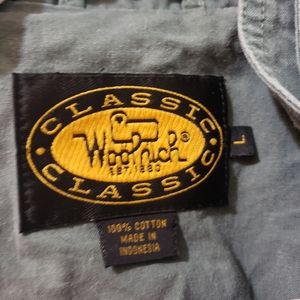 CLASSIC
Woolrich®
EST. 1830
CLASSIC
L
100% COTTON
MADE IN
INDONESIA